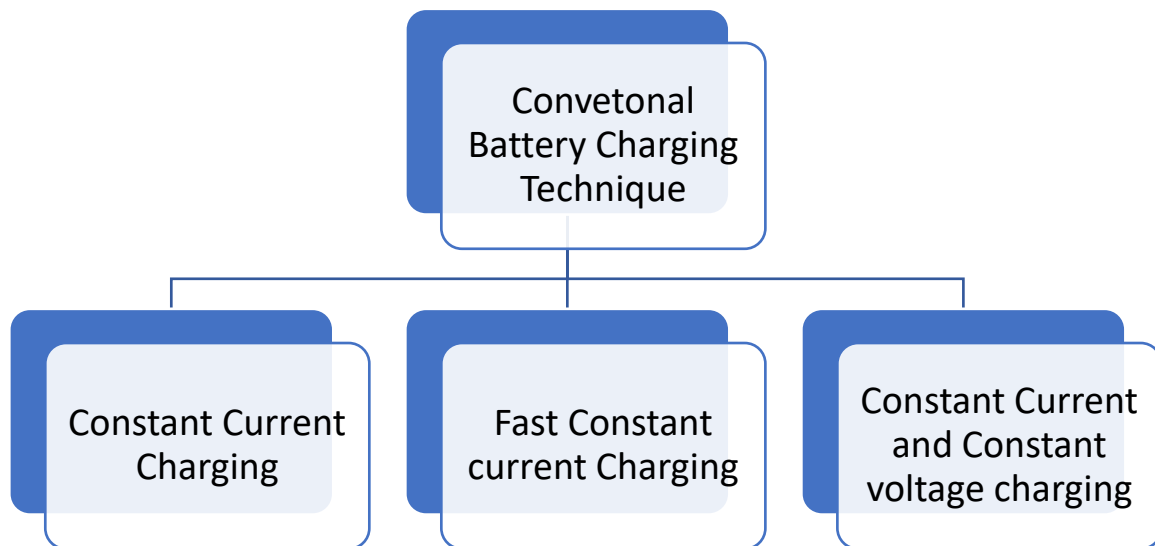 Convetonal
Battery Charging
Technique
Constant Current
Charging
Fast Constant
current Charging
Constant Current
and Constant
voltage charging